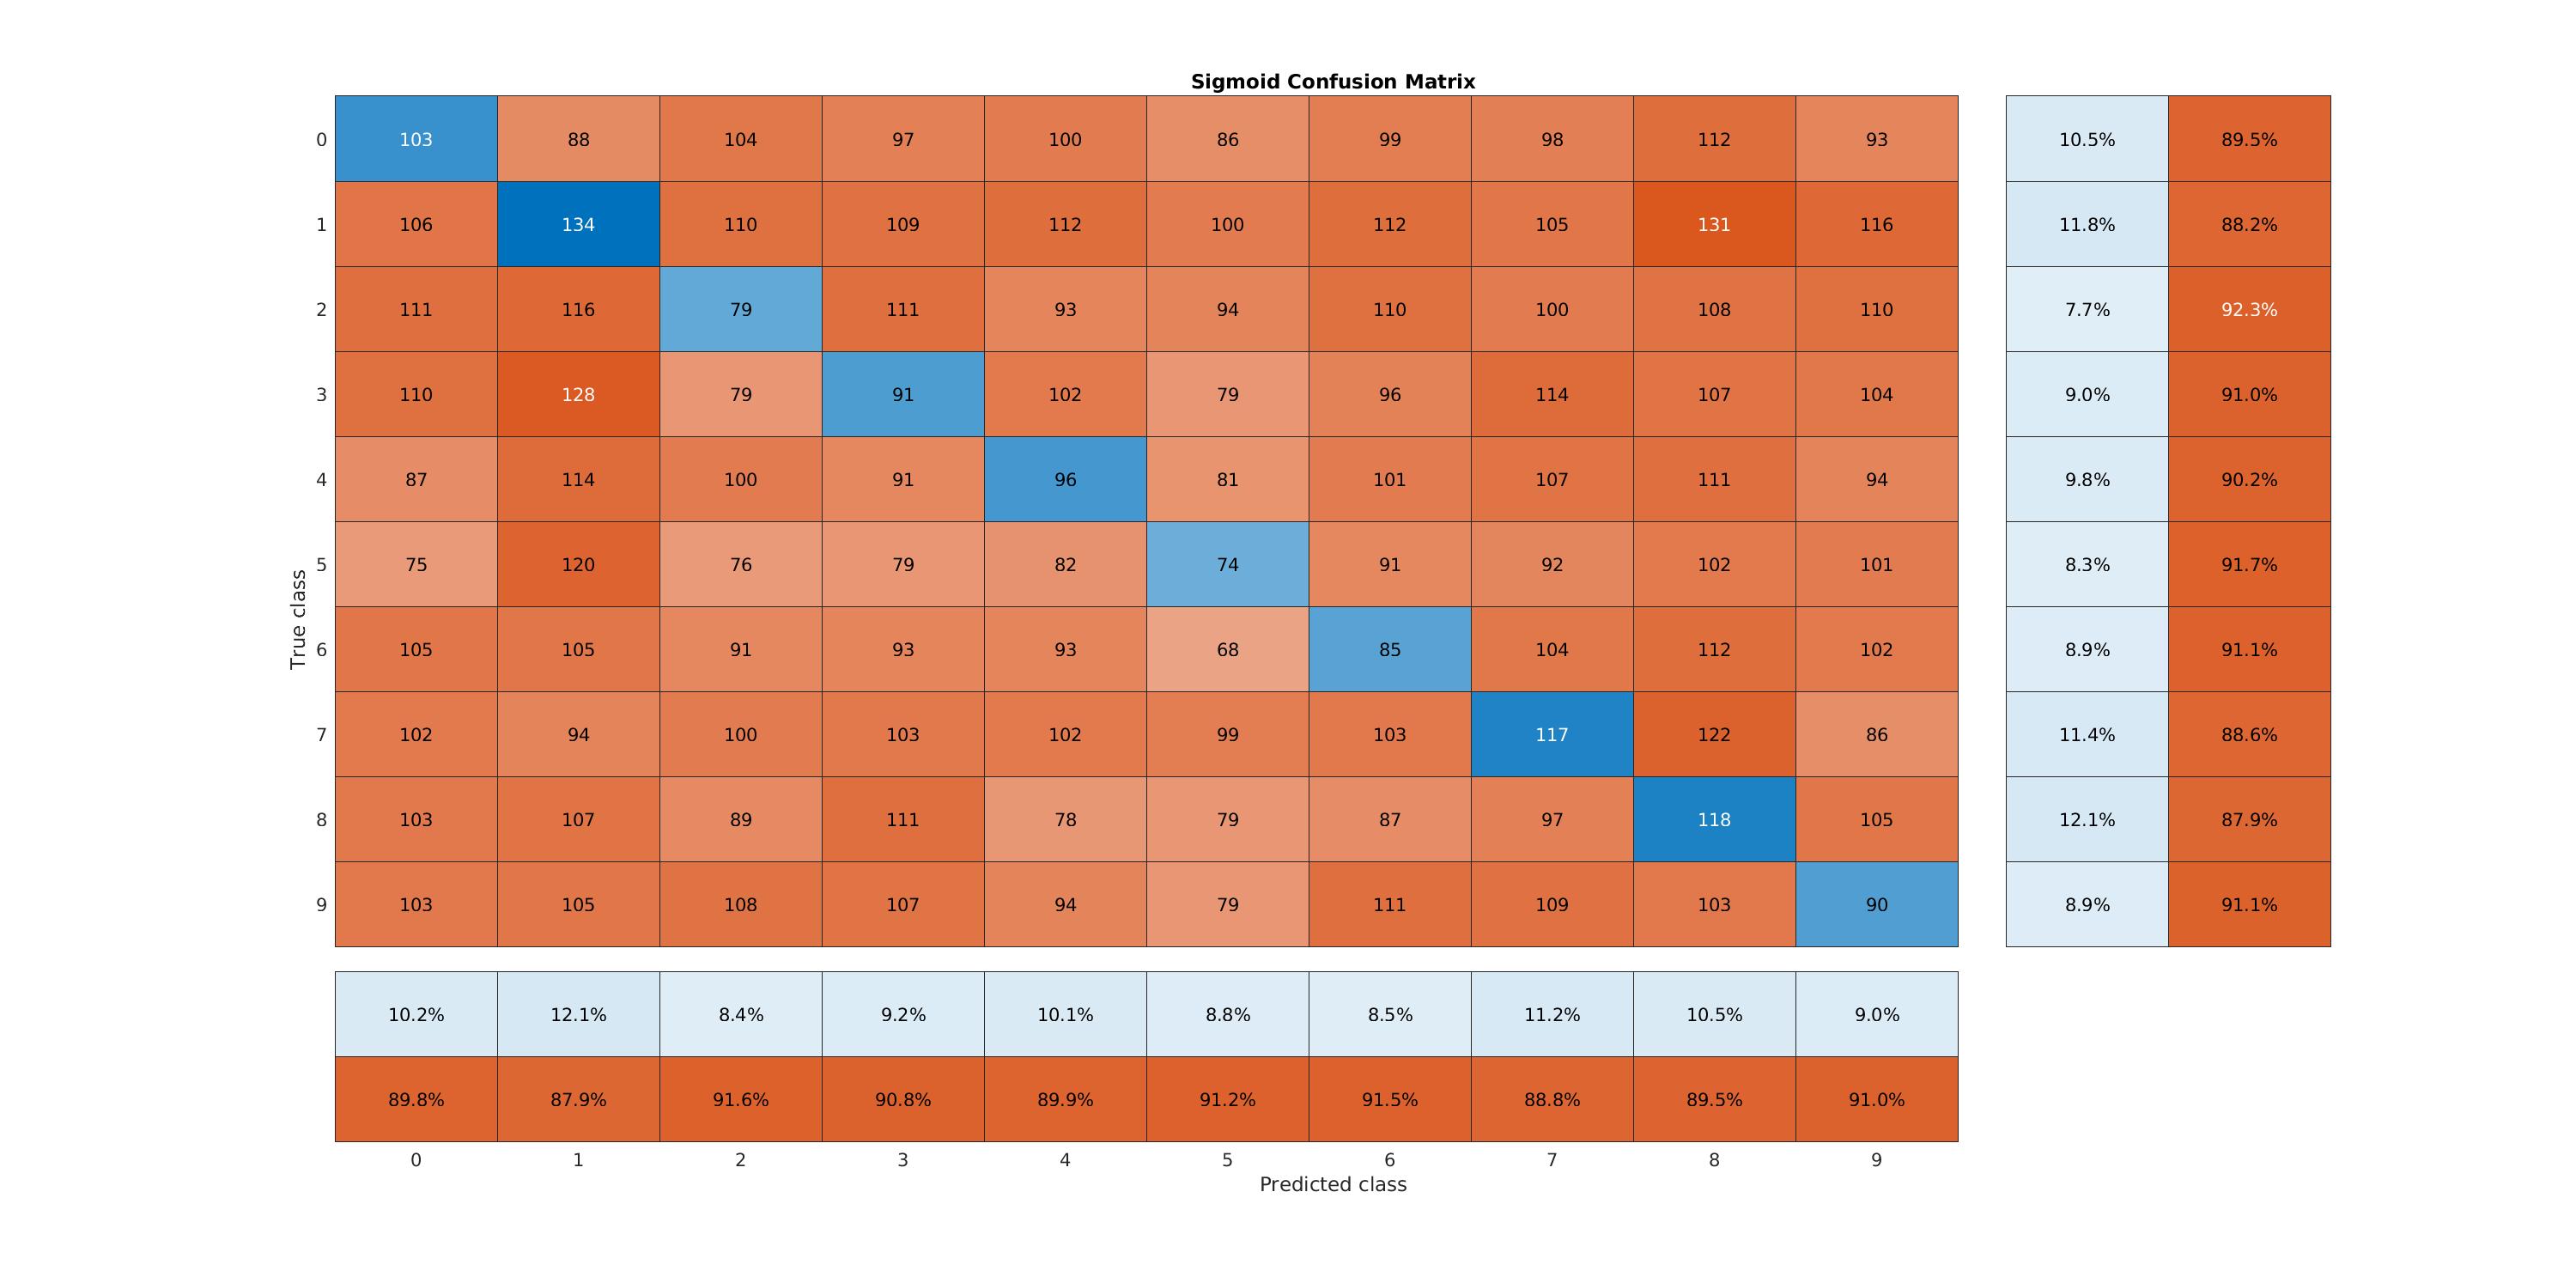 Sigmoid Confusion Matrix
0 103 88 104 97 100 86 99 98 112 93 10.5% 89.5%
1 106 134 110 109 112 100 112 105 131 116 11.8% 88.2%
2 111 116 79 111 93 94 110 100 108 110 7.7% 92.3%
3 110 128 79 91 102 79 96 114 107 104 9.0% 91.0%
4 87 114 100 91 96 81 101 107 111 94 9.8% 90.2%
5 75 120 76 79 82 74 91 92 102 101 8.3% 91.7%
True class
6 105 105 91 93 93 68 85 104 112 102 8.9% 91.1%
7 102 94 100 103 102 99 103 117 122 86 11.4% 88.6%
8 103 107 89 111 78 79 87 97 118 105 12.1% 87.9%
9 103 105 108 107 94 79 111 109 103 90 8.9% 91.1%
10.2% 12.1% 8.4% 9.2% 10.1% 8.8% 8.5% 11.2% 10.5% 9.0%
89.8% 87.9% 91.6% 90.8% 89.9% 91.2% 91.5% 88.8% 89.5% 91.0%
0 1 2 3 4 5 6 7 8 9
Predicted class